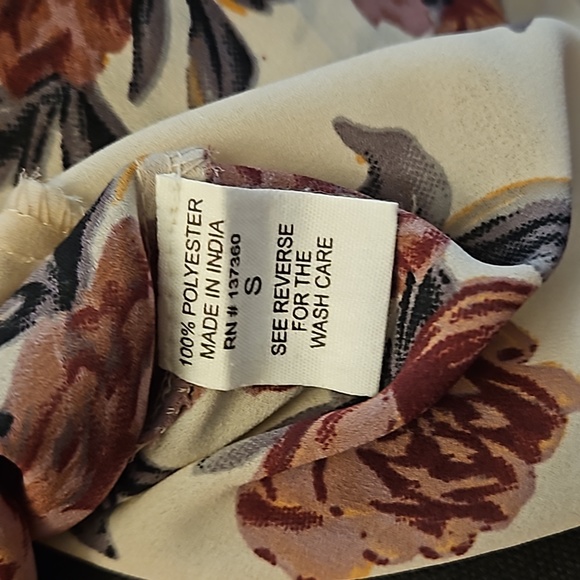 100% POLYESTER
MADE IN INDIA
RN # 137360
S
SEE REVERSE
FOR THE
WASH CARE